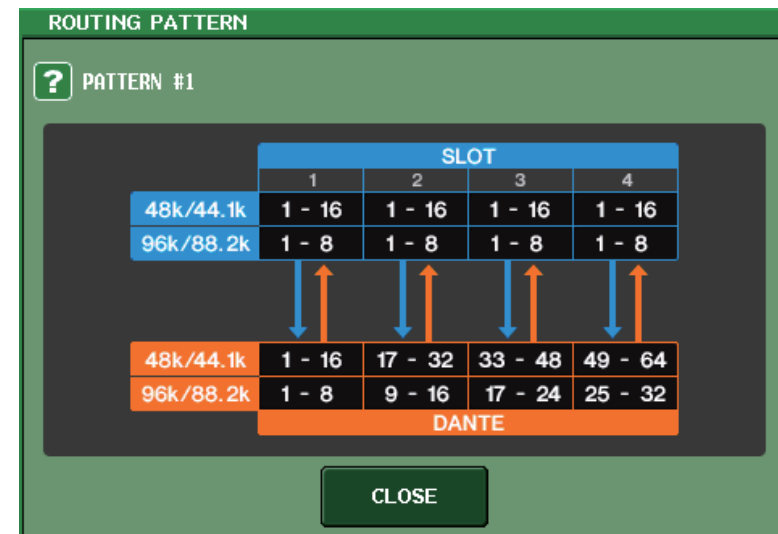 ROUTING PATTERN
? PATTERN #1
SLOT
1 2 3 4
48k/44.1k 1 - 16 1 - 16 1 - 16 1 - 16
96k/88.2k 1 - 8 1 - 8 1 - 8 1 - 8
48k/44.1k 1 - 16 17 - 32 33 - 48 49 - 64
96k/88.2k 1 - 8 9 - 16 17 - 24 25 - 32
DANTE
CLOSE